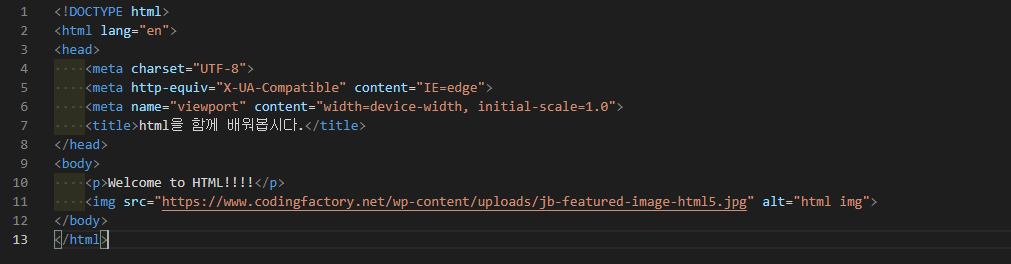 1 <!DOCTYPE html>
2 <html lang="en">
3 <head>
4     <meta charset="UTF-8">
5     <meta http-equiv="X-UA-Compatible" content="IE=edge">
6     <meta name="viewport" content="width=device-width, initial-scale=1.0">
7     <title>html을 함께 배워봅시다.</title>
8 </head>
9 <body>
10     <p>Welcome to HTML!!!!</p>
11     <img src="https://www.codingfactory.net/wp-content/uploads/jb-featured-image-html5.jpg" alt="html img">
12 </body>
13 </html>